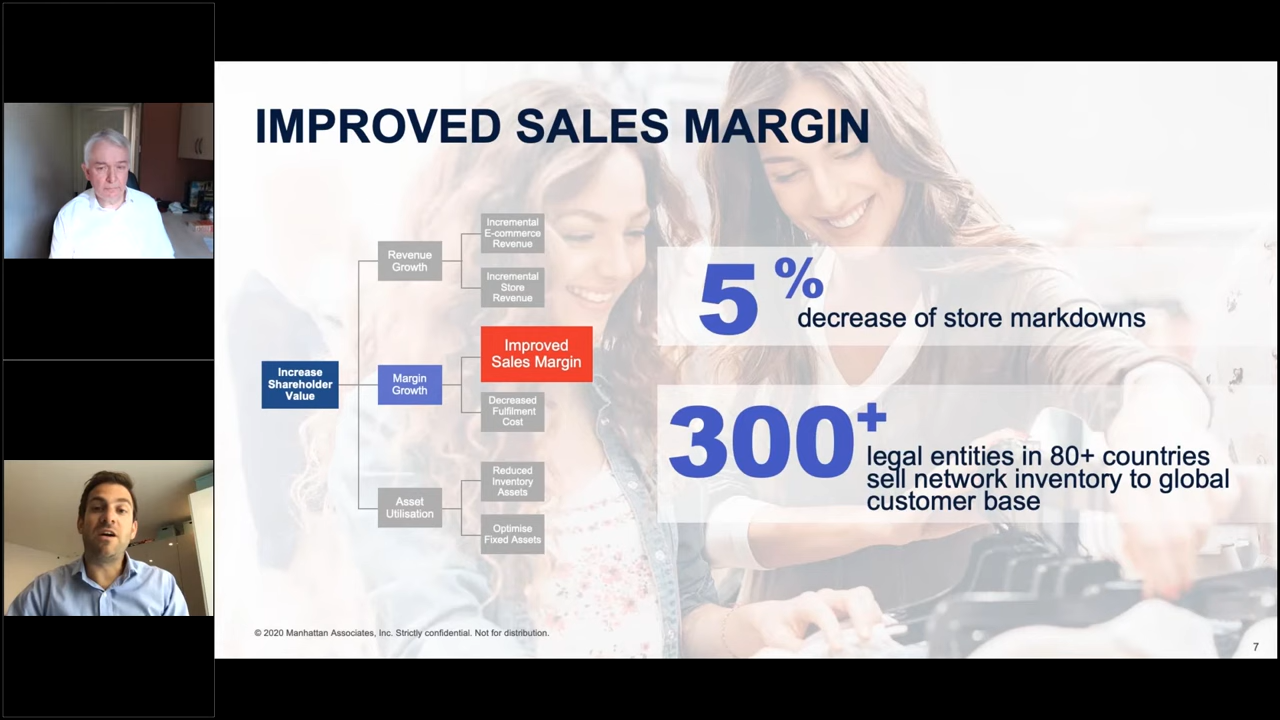 IMPROVED SALES MARGIN
Incremental
E-commerce
Revenue
Revenue
Growth
Incremental
Store
Revenue
Improved
Sales Margin
Increase
Shareholder
Value
Margin
Growth
Decreased
Fulfilment
Cost
Reduced
Inventory
Assets
Asset
Utilisation
Optimise
Fixed Assets
5 %
decrease of store markdowns
300+
legal entities in 80+ countries
sell network inventory to global
customer base
© 2020 Manhattan Associates, Inc. Strictly confidential. Not for distribution.
7